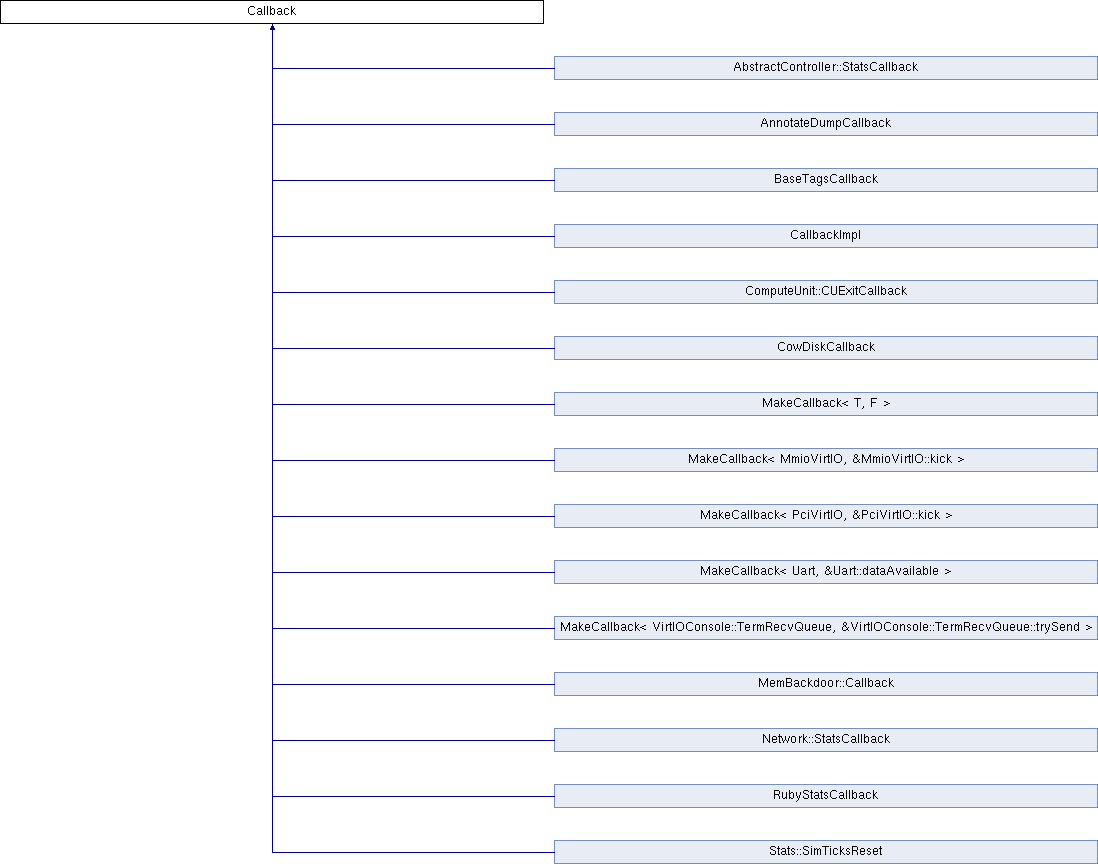 Callback
AbstractController::StatsCallback
AnnotateDumpCallback
BaseTagsCallback
CallbackImpl
ComputeUnit::CUExitCallback
CowDiskCallback
MakeCallback< T, F >
MakeCallback< MmioVirtIO, &MmioVirtIO::kick >
MakeCallback< PciVirtIO, &PciVirtIO::kick >
MakeCallback< Uart, &Uart::dataAvailable >
MakeCallback< VirtIOConsole::TermRecvQueue, &VirtIOConsole::TermRecvQueue::trySend >
MemBackdoor::Callback
Network::StatsCallback
RubyStatsCallback
Stats::SimTicksReset